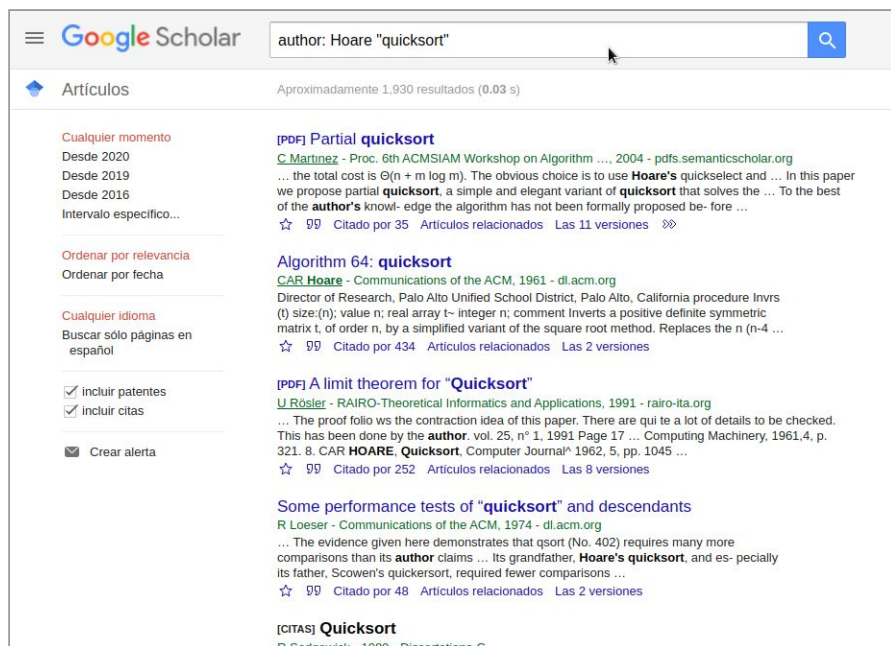 Google Scholar
author: Hoare "quicksort"
Artículos
Aproximadamente 1,930 resultados (0.03 s)
Cualquier momento
Desde 2020
Desde 2019
Desde 2016
Intervalo específico...
Ordenar por relevancia
Ordenar por fecha
Cualquier idioma
Buscar sólo páginas en
español
incluir patentes
incluir citas
Crear alerta
[PDF] Partial quicksort
C Martınez - Proc. 6th ACMSIAM Workshop on Algorithm …, 2004 - pdfs.semanticscholar.org
… the total cost is Θ(n + m log m). The obvious choice is to use Hoare's quickselect and … In this paper
we propose partial quicksort, a simple and elegant variant of quicksort that solves the … To the best
of the author's knowl- edge the algorithm has not been formally proposed be- fore …
Citado por 35 Artículos relacionados Las 11 versiones
Algorithm 64: quicksort
CAR Hoare - Communications of the ACM, 1961 - dl.acm.org
Director of Research, Palo Alto Unified School District, Palo Alto, California procedure Invrs
(t) size:(n); value n; real array t~ integer n; comment Inverts a positive definite symmetric
matrix t, of order n, by a simplified variant of the square root method. Replaces the n (n-4 …
Citado por 434 Artículos relacionados Las 2 versiones
[PDF] A limit theorem for “Quicksort”
U Rösler - RAIRO-Theoretical Informatics and Applications, 1991 - rairo-ita.org
… The proof follo ws the contraction idea of this paper. There are qui te a lot of details to be checked.
This has been done by the author. vol. 25, n° 1, 1991 Page 17 … Computing Machinery, 1961,4, p.
321. 8. CAR HOARE, Quicksort, Computer Journal^ 1962, 5, pp. 1045 …
Citado por 252 Artículos relacionados Las 8 versiones
Some performance tests of “quicksort” and descendants
R Loeser - Communications of the ACM, 1974 - dl.acm.org
… The evidence given here demonstrates that qsort (No. 402) requires many more
comparisons than its author claims … Its grandfather, Hoare's quicksort, and es- pecially
its father, Scowen's quickersort, required fewer comparisons …
Citado por 48 Artículos relacionados Las 2 versiones
[CITAS] Quicksort